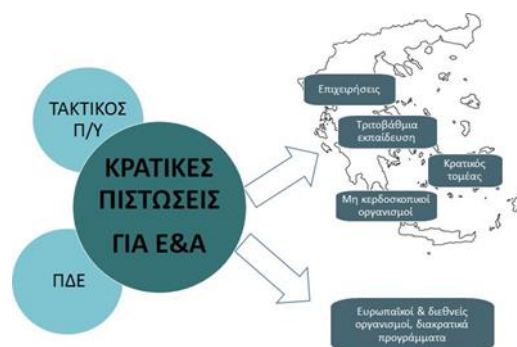 ΤΑΚΤΙΚΟΣ
Π/Υ
ΚΡΑΤΙΚΕΣ
ΠΙΣΤΩΣΕΙΣ
ΓΙΑ Ε&Α
ΠΔΕ
Επιχειρήσεις
Τριτοβάθμια
εκπαίδευση
Κρατικός
τομέας
Μη κερδοσκοπικοί
οργανισμοί
Ευρωπαϊκοί & διεθνείς
οργανισμοί, διακρατικά
προγράμματα